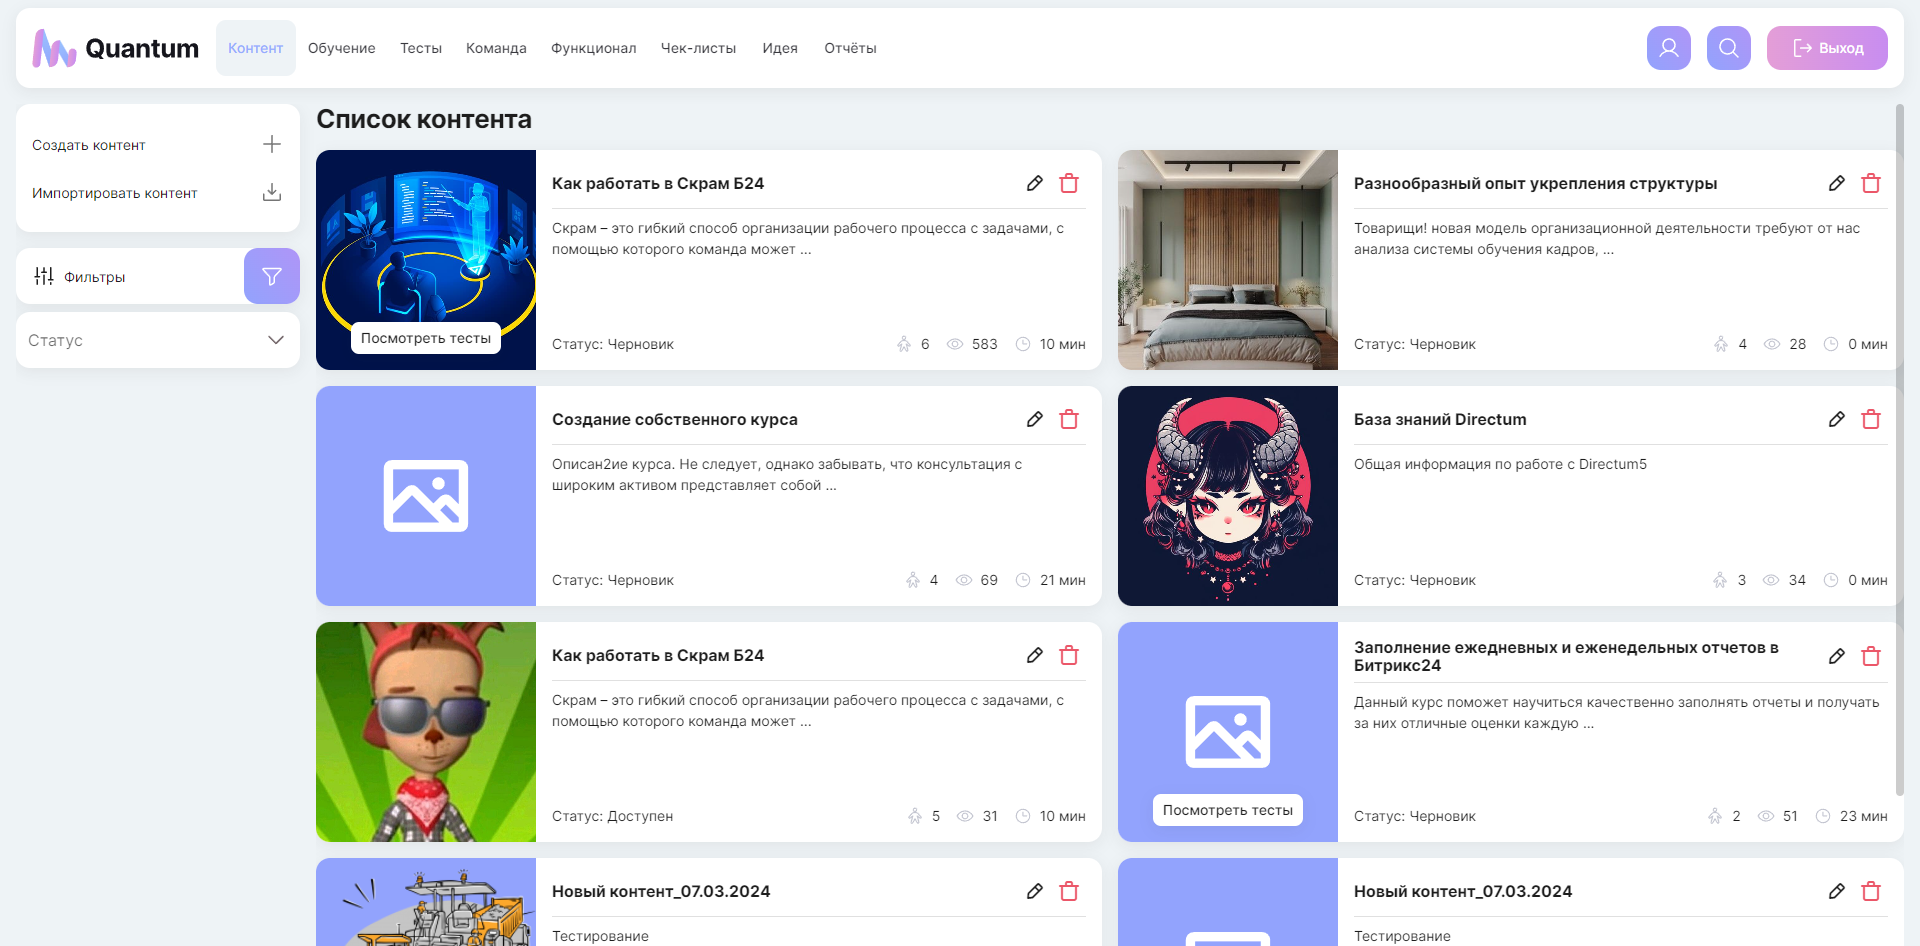 Quantum
Контент
Обучение
Тесты
Команда
Функционал
Чек-листы
Идея
Отчёты
Выход
Создать контент
Импортировать контент
Фильтры
Статус
Список контента
Посмотреть тесты
Как работать в Скрам Б24
Скрам – это гибкий способ организации рабочего процесса с задачами, с
помощью которого команда может ...
Статус: Черновик
6
583
10 мин
Разнообразный опыт укрепления структуры
Товарищи! новая модель организационной деятельности требуют от нас
анализа системы обучения кадров, ...
Статус: Черновик
4
28
0 мин
Создание собственного курса
Описан2ие курса. Не следует, однако забывать, что консультация с
широким активом представляет собой ...
Статус: Черновик
4
69
21 мин
База знаний Directum
Общая информация по работе с Directum5
Статус: Черновик
3
34
0 мин
Как работать в Скрам Б24
Скрам – это гибкий способ организации рабочего процесса с задачами, с
помощью которого команда может ...
Статус: Доступен
5
31
10 мин
Посмотреть тесты
Заполнение ежедневных и еженедельных отчетов в
Битрикс24
Данный курс поможет научиться качественно заполнять отчеты и получать
за них отличные оценки каждую ...
Статус: Черновик
2
51
23 мин
Новый контент_07.03.2024
Тестирование
Новый контент_07.03.2024
Тестирование